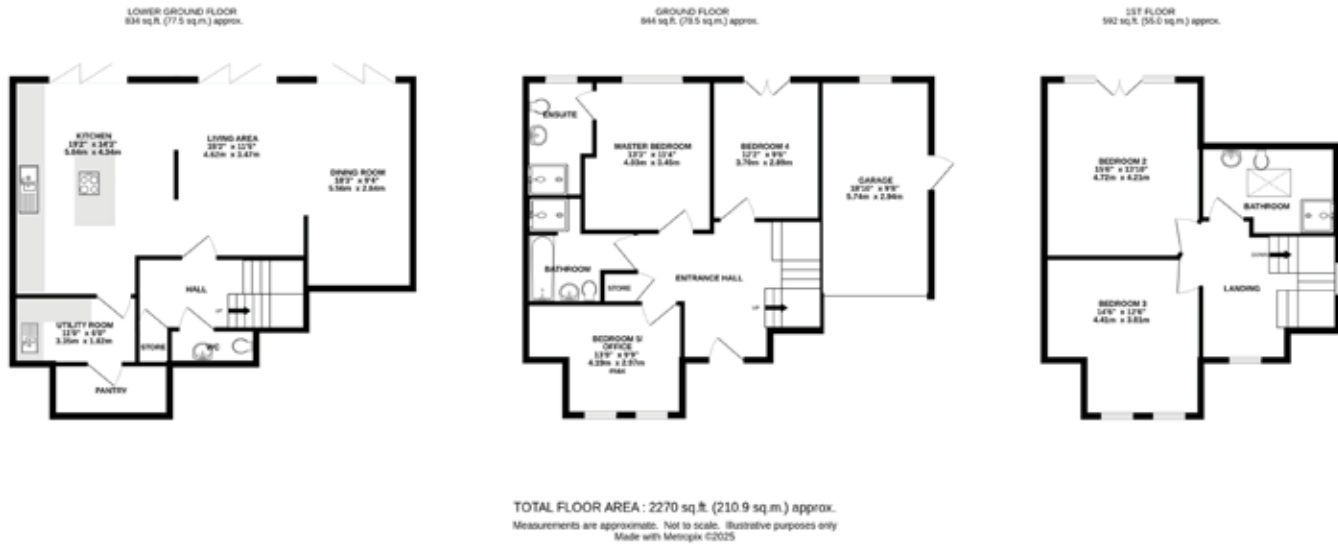 LOWER GROUND FLOOR
834 sq.ft. (77.5 sq.m.) approx.
KITCHEN
19'2" x 14'3"
5.84m x 4.34m
LIVING AREA
15'2" x 11'5"
4.62m x 3.47m
DINING ROOM
18'3" x 9'4"
5.56m x 2.84m
HALL
UP
UTILITY ROOM
11'0" x 6'0"
3.35m x 1.82m
STORE
WC
PANTRY
GROUND FLOOR
844 sq.ft. (78.5 sq.m.) approx.
ENSUITE
MASTER BEDROOM
13'3" x 11'4"
4.03m x 3.45m
BEDROOM 4
12'2" x 9'6"
3.70m x 2.89m
GARAGE
18'10" x 9'8"
5.74m x 2.94m
BATHROOM
STORE
ENTRANCE HALL
UP
BEDROOM 5/
OFFICE
13'9" x 9'9"
4.19m x 2.97m
max
1ST FLOOR
592 sq.ft. (55.0 sq.m.) approx.
BEDROOM 2
15'6" x 13'10"
4.72m x 4.21m
BATHROOM
DOWN
LANDING
BEDROOM 3
14'6" x 12'6"
4.41m x 3.81m
TOTAL FLOOR AREA : 2270 sq.ft. (210.9 sq.m.) approx.
Measurements are approximate. Not to scale. Illustrative purposes only
Made with Metropix ©2025